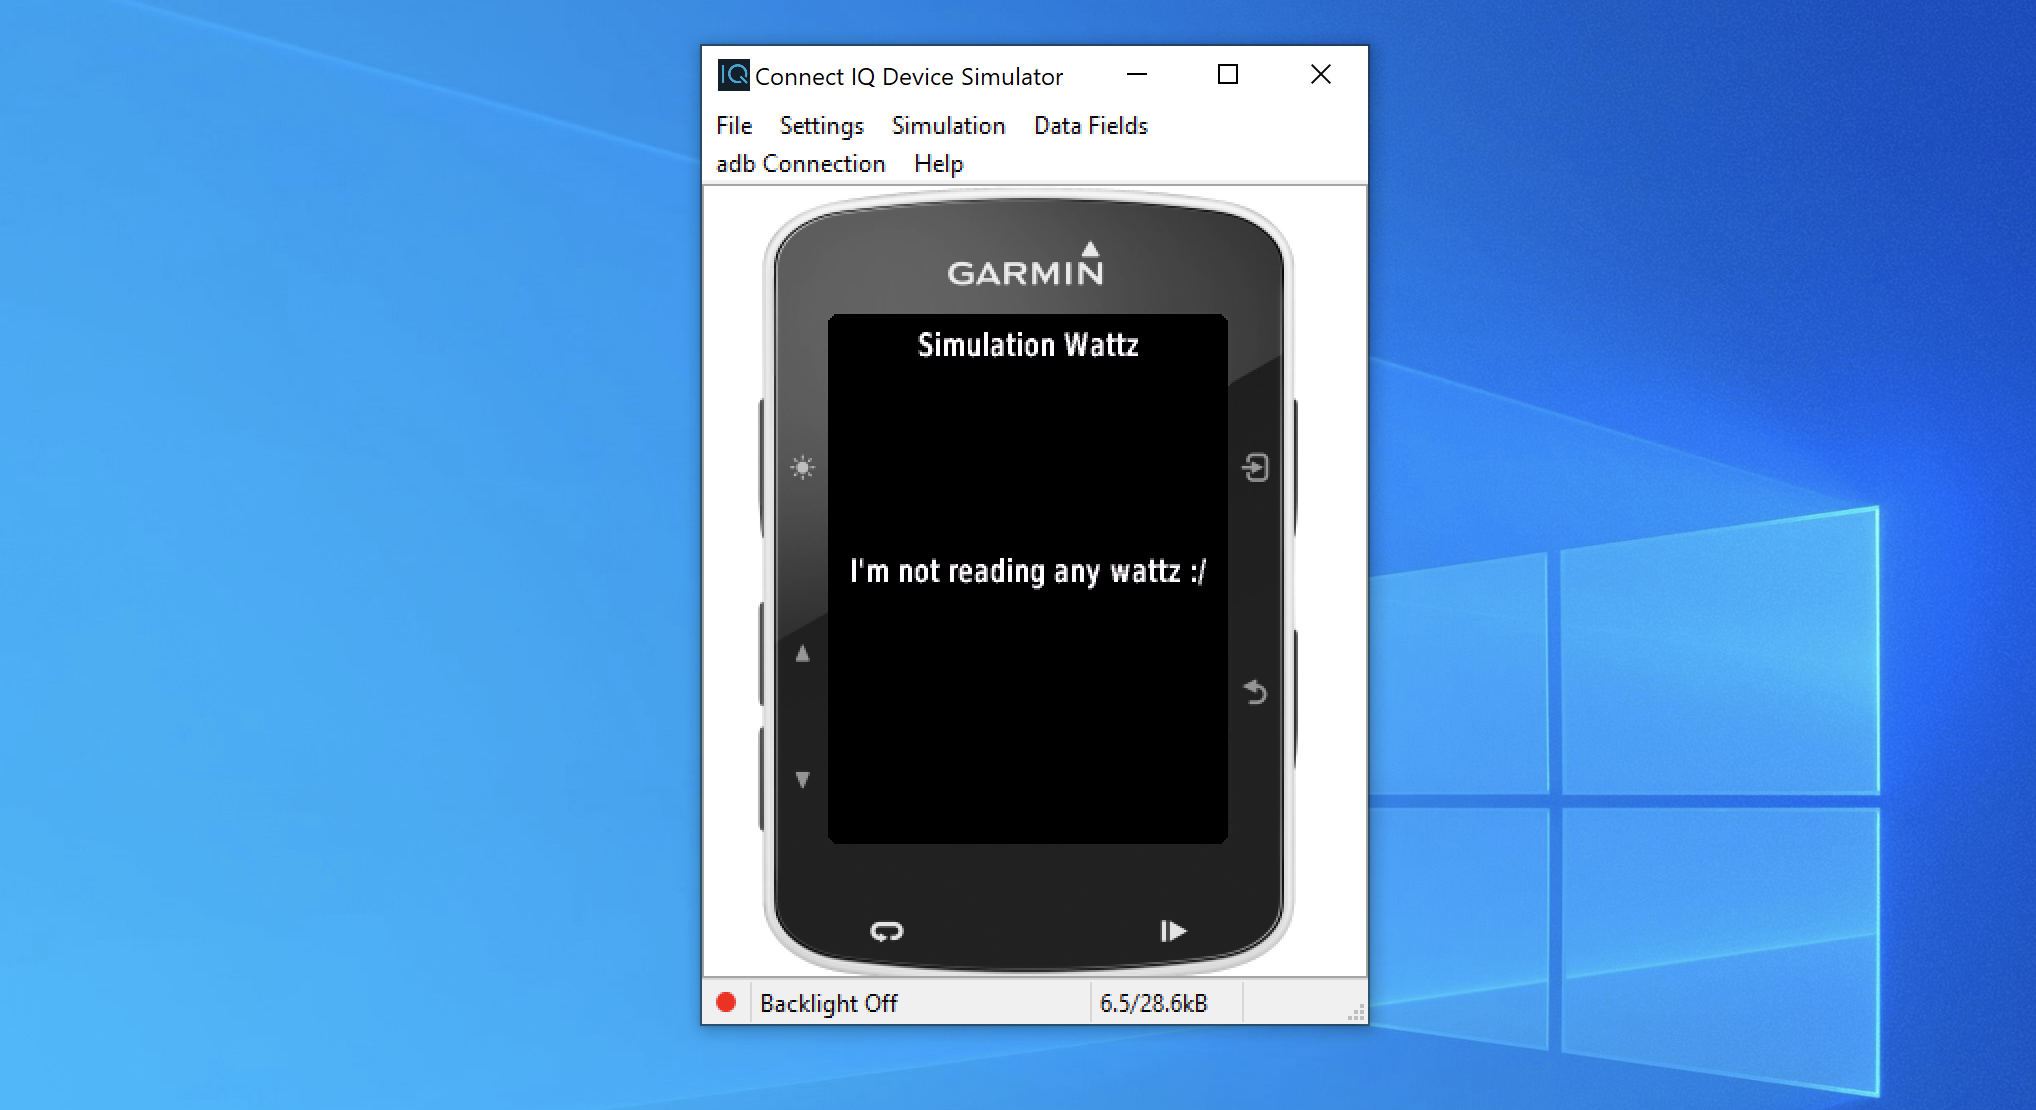 IQ Connect IQ Device Simulator
File Settings Simulation Data Fields
adb Connection Help
GARMIN
Simulation Wattz
I'm not reading any wattz :/
Backlight Off 6.5/28.6kB